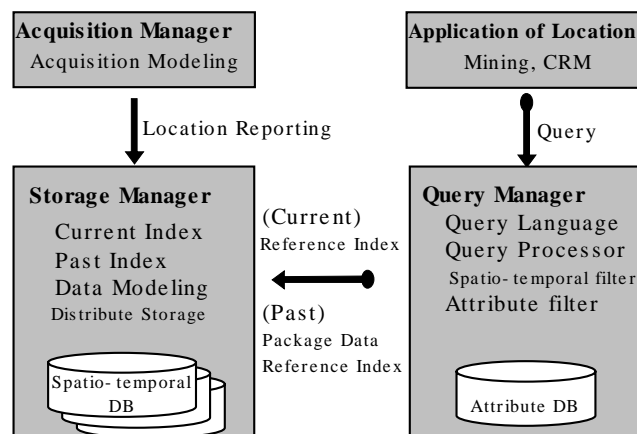 Acquisition Manager
Acquisition Modeling
Application of Location
Mining, CRM
Location Reporting
Query
Storage Manager
Current Index
Past Index
Data Modeling
Distribute Storage
Spatio- temporal
DB
(Current)
Reference Index
(Past)
Package Data
Reference Index
Query Manager
Query Language
Query Processor
Spatio- temporal filter
Attribute filter
Attribute DB